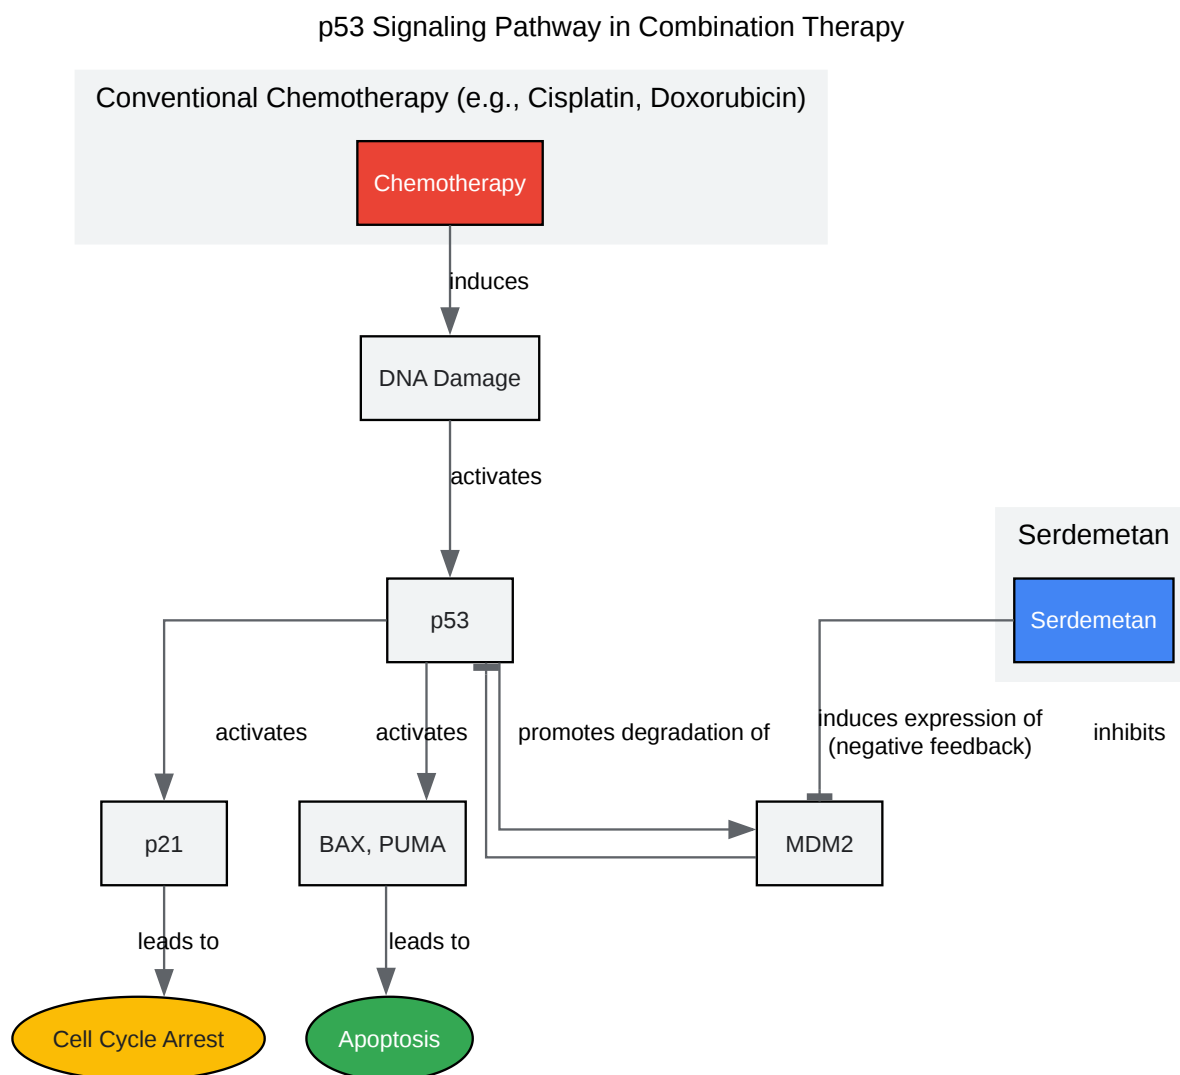 p53 Signaling Pathway in Combination Therapy
Conventional Chemotherapy (e.g., Cisplatin, Doxorubicin)
Chemotherapy
induces
DNA Damage
activates
Serdemetan
p53
Serdemetan
activates
activates
promotes degradation of
induces expression of
(negative feedback)
inhibits
p21
BAX, PUMA
MDM2
leads to
leads to
Cell Cycle Arrest
Apoptosis